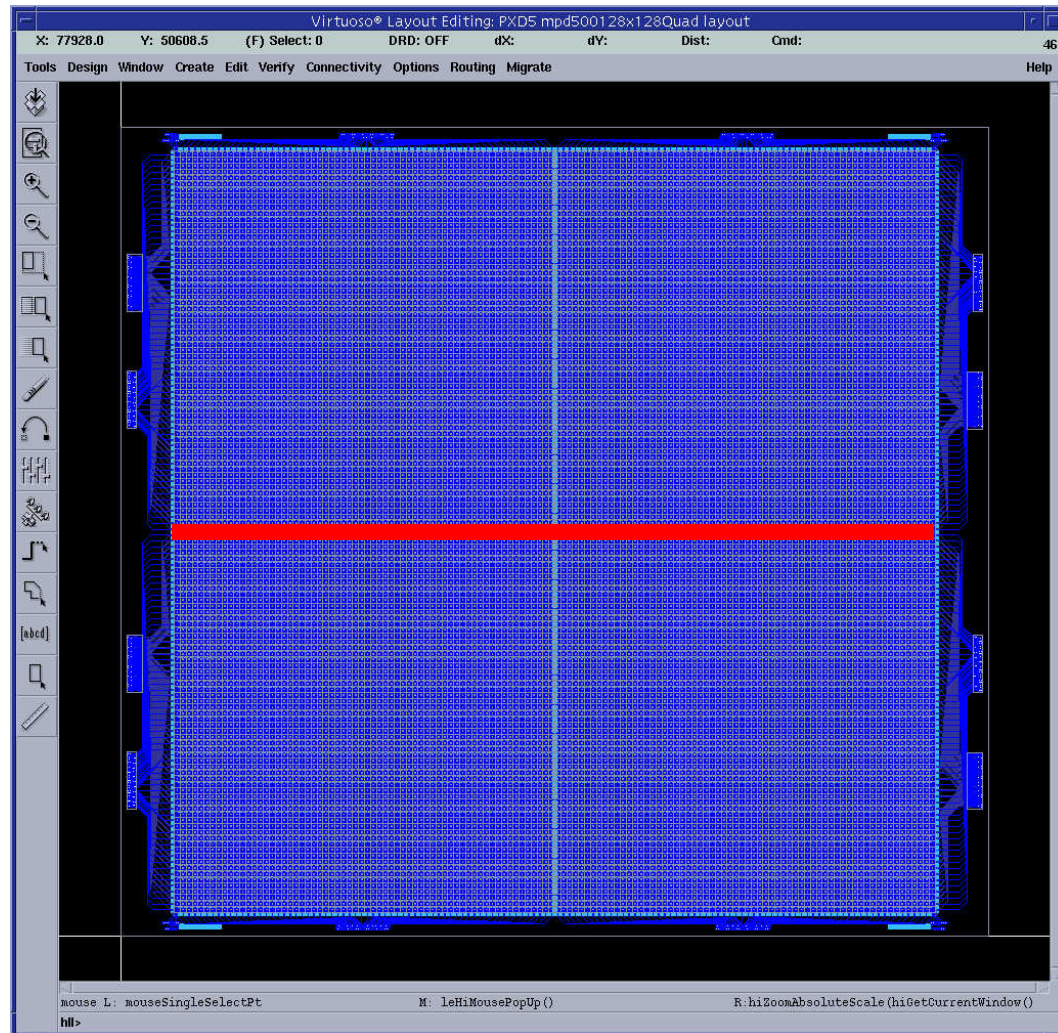 Virtuoso® Layout Editing: PXD5 mpd500128x128Quad layout
X: 77928.0 Y: 50608.5 (F) Select: 0 DRD: OFF dX: dY: Dist: Cmd: 46
Tools Design Window Create Edit Verify Connectivity Options Routing Migrate Help
[abcd]
mouse L: mouseSingleSelectPt M: leHiMousePopUp() R:hiZoomAbsoluteScale(hiGetCurrentWindow()
hll>